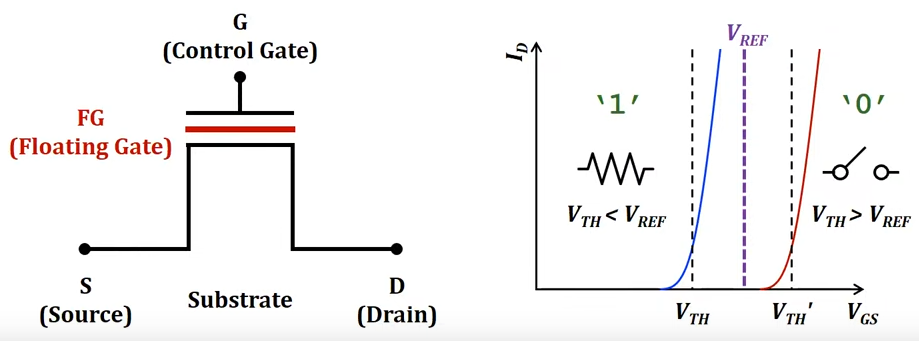 G
(Control Gate)
FG
(Floating Gate)
S
(Source)
Substrate
D
(Drain)
I_D
V_REF
'1'
'0'
V_TH < V_REF
V_TH > V_REF
V_TH
V_TH'
V_GS